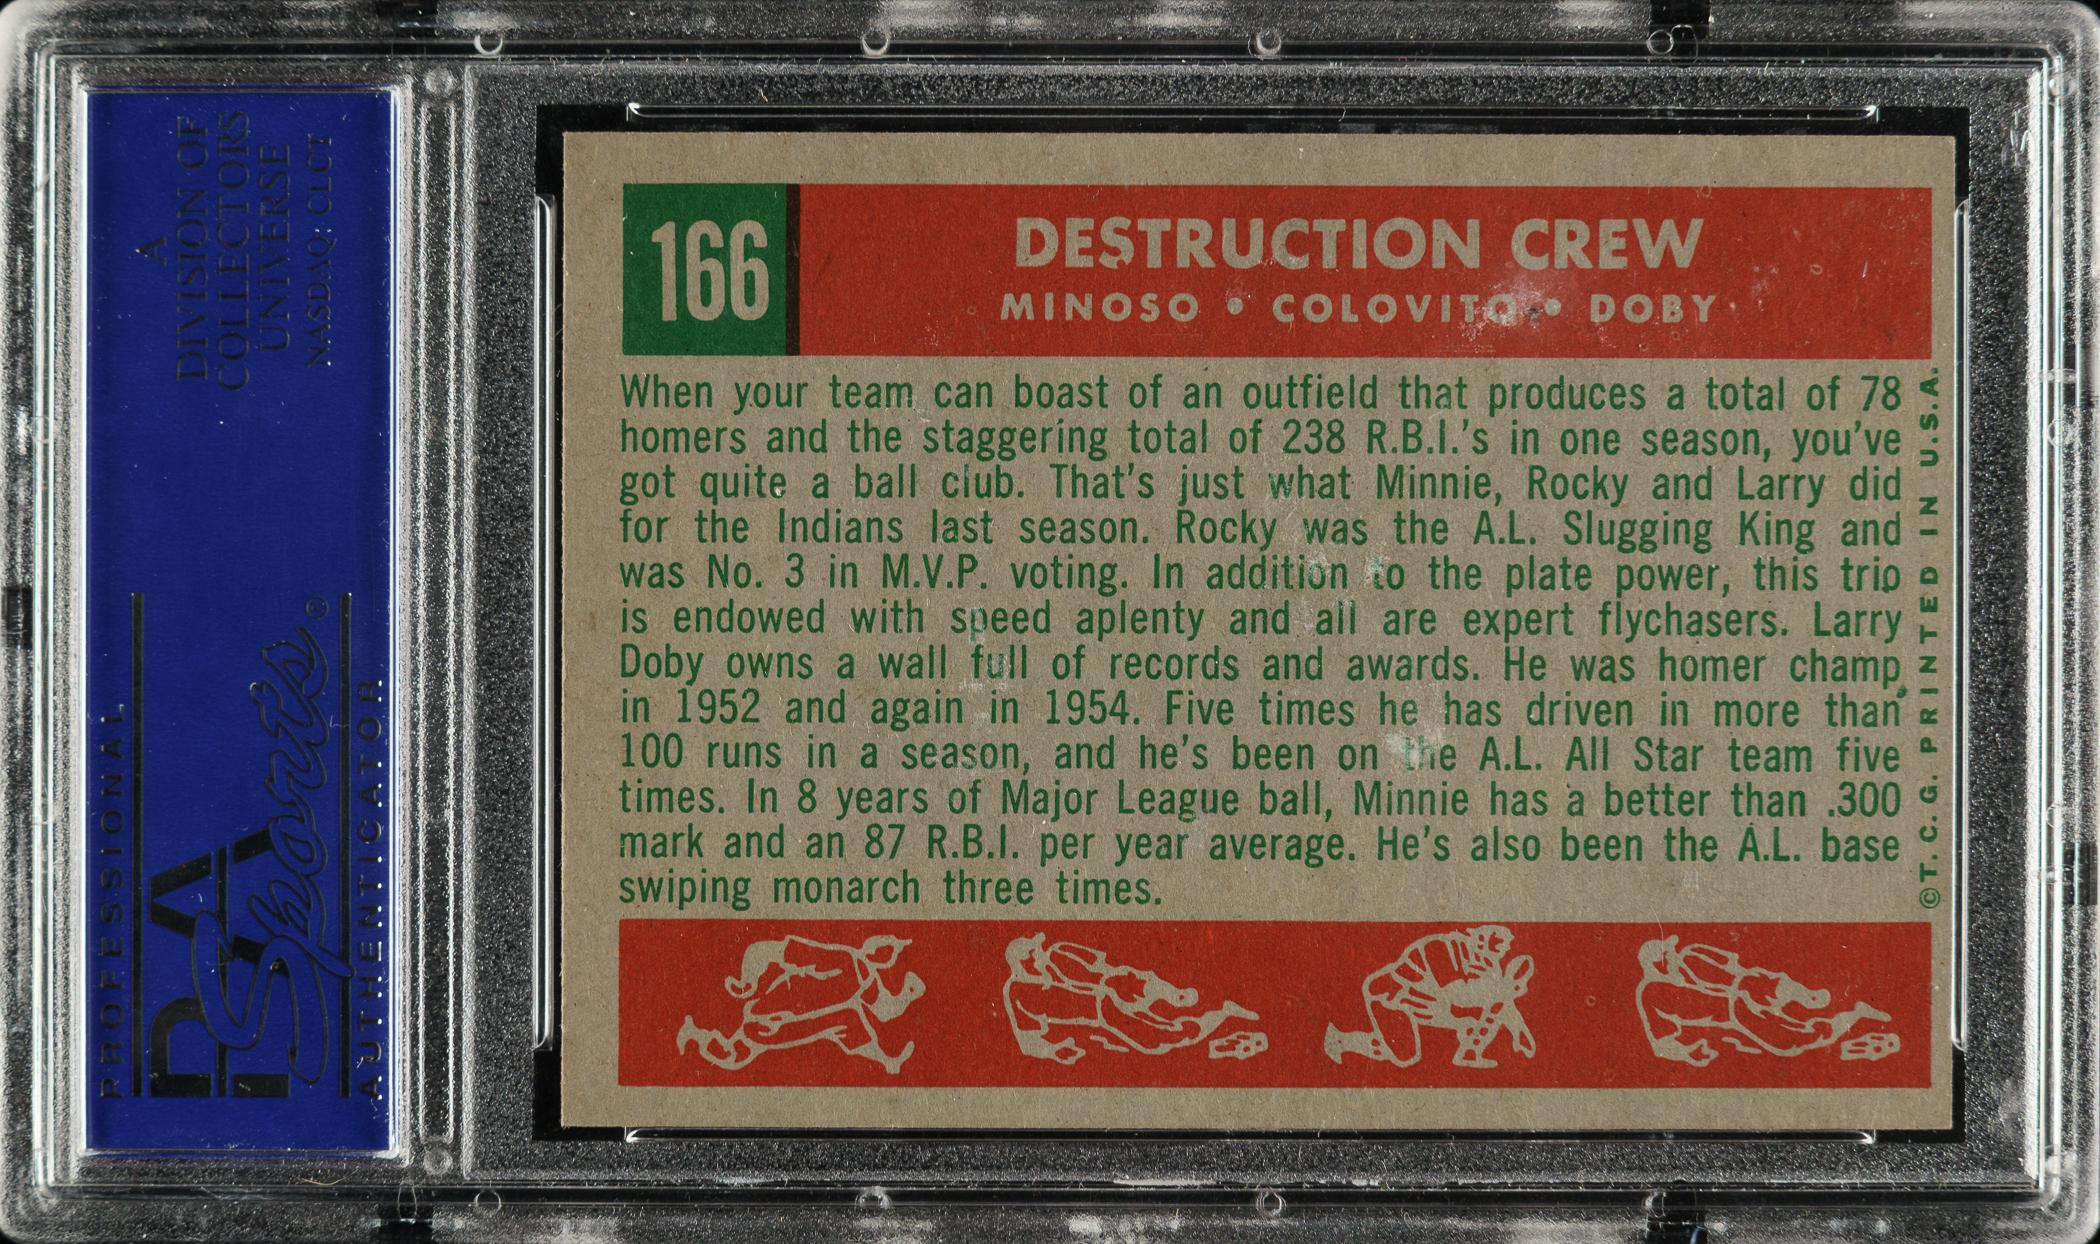 A
DIVISION OF
COLLECTORS
UNIVERSE
NASDAQ: CLCT
PROFESSIONAL
PSA
Sports®
AUTHENTICATOR
166
DESTRUCTION CREW
MINOSO • COLOVITO • DOBY
When your team can boast of an outfield that produces a total of 78
homers and the staggering total of 238 R.B.I.'s in one season, you've
got quite a ball club. That's just what Minnie, Rocky and Larry did
for the Indians last season. Rocky was the A.L. Slugging King and
was No. 3 in M.V.P. voting. In addition to the plate power, this trio
is endowed with speed aplenty and all are expert flychasers. Larry
Doby owns a wall full of records and awards. He was homer champ
in 1952 and again in 1954. Five times he has driven in more than
100 runs in a season, and he's been on the A.L. All Star team five
times. In 8 years of Major League ball, Minnie has a better than .300
mark and an 87 R.B.I. per year average. He's also been the A.L. base
swiping monarch three times.
©T.C.G. PRINTED IN U.S.A.